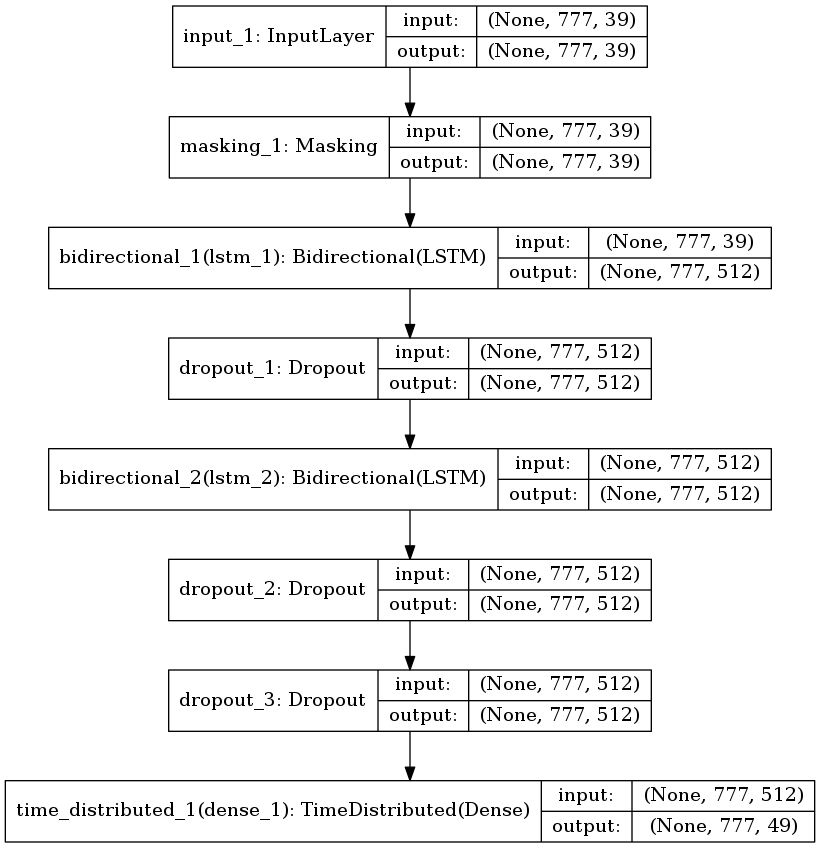 input_1: InputLayer
input: (None, 777, 39)
output: (None, 777, 39)
masking_1: Masking
input: (None, 777, 39)
output: (None, 777, 39)
bidirectional_1(lstm_1): Bidirectional(LSTM)
input: (None, 777, 39)
output: (None, 777, 512)
dropout_1: Dropout
input: (None, 777, 512)
output: (None, 777, 512)
bidirectional_2(lstm_2): Bidirectional(LSTM)
input: (None, 777, 512)
output: (None, 777, 512)
dropout_2: Dropout
input: (None, 777, 512)
output: (None, 777, 512)
dropout_3: Dropout
input: (None, 777, 512)
output: (None, 777, 512)
time_distributed_1(dense_1): TimeDistributed(Dense)
input: (None, 777, 512)
output: (None, 777, 49)